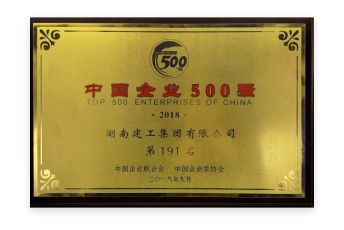 500
中国企业500强
TOP 500 ENTERPRISES OF CHINA
·2018·
湖南建工集团有限公司
第191名
中国企业联合会 中国企业家协会
二〇一八年九月